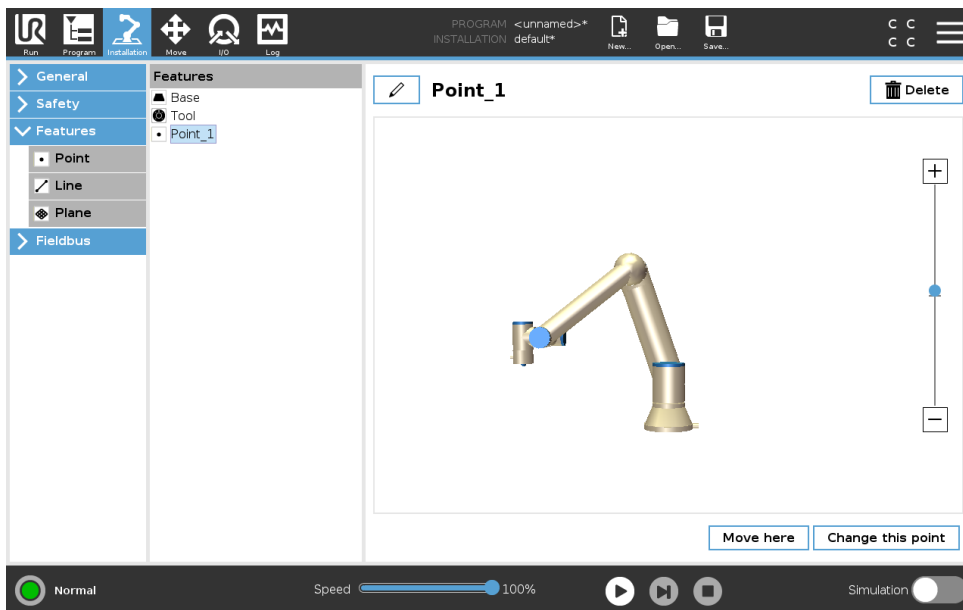 PROGRAM <unnamed>*
INSTALLATION default*
C C
C C
Run Program Installation Move I/O Log New... Open... Save...
General
Safety
Features
Point
Line
Plane
Fieldbus
Features
Base
Tool
Point_1
Point_1
Delete
+
−
Move here Change this point
Normal Speed 100% Simulation